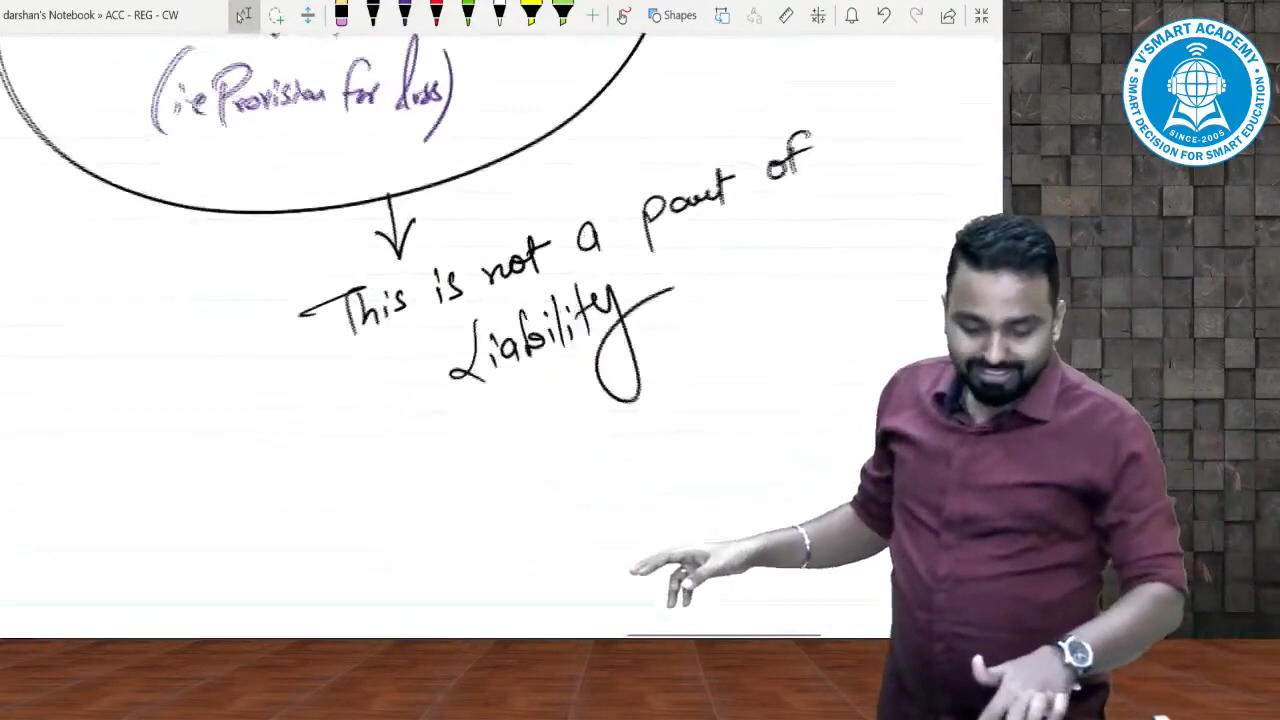 darshan's Notebook » ACC - REG - CW
Shapes
(i.e Provision for loss)
This is not a part of
Liability
V'SMART ACADEMY
SINCE-2005
SMART DECISION FOR SMART EDUCATION